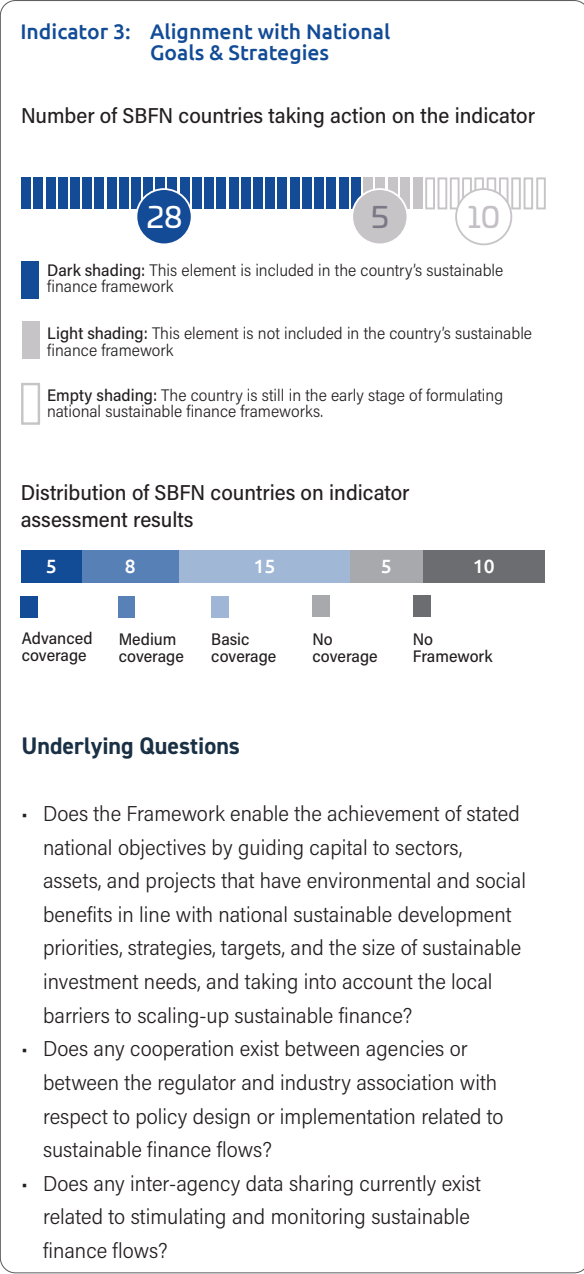 Indicator 3: Alignment with National
Goals & Strategies
Number of SBFN countries taking action on the indicator
28 5 10
Dark shading: This element is included in the country's sustainable
finance framework
Light shading: This element is not included in the country's sustainable
finance framework
Empty shading: The country is still in the early stage of formulating
national sustainable finance frameworks.
Distribution of SBFN countries on indicator
assessment results
5 8 15 5 10
Advanced
coverage
Medium
coverage
Basic
coverage
No
coverage
No
Framework
Underlying Questions
• Does the Framework enable the achievement of stated
national objectives by guiding capital to sectors,
assets, and projects that have environmental and social
benefits in line with national sustainable development
priorities, strategies, targets, and the size of sustainable
investment needs, and taking into account the local
barriers to scaling-up sustainable finance?
• Does any cooperation exist between agencies or
between the regulator and industry association with
respect to policy design or implementation related to
sustainable finance flows?
• Does any inter-agency data sharing currently exist
related to stimulating and monitoring sustainable
finance flows?